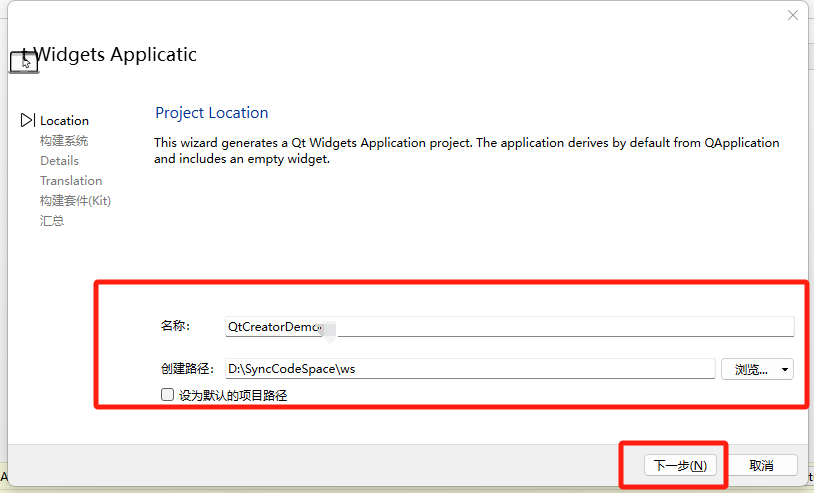 t Widgets Applicatic
Location
构建系统
Details
Translation
构建套件(Kit)
汇总
Project Location
This wizard generates a Qt Widgets Application project. The application derives by default from QApplication
and includes an empty widget.
名称:
QtCreatorDemo
创建路径:
D:\SyncCodeSpace\ws
浏览...
设为默认的项目路径
下一步(N)
取消